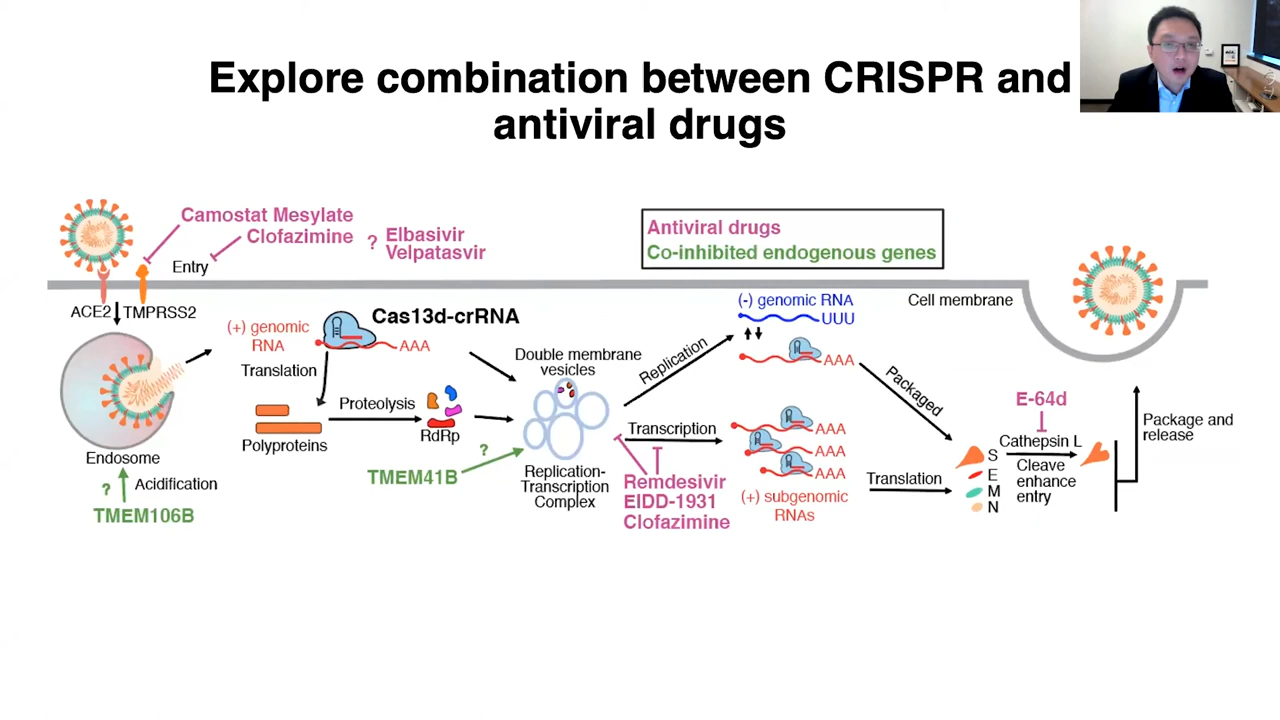 Explore combination between CRISPR and
antiviral drugs
Camostat Mesylate
Clofazimine
?
Elbasivir
Velpatasvir
Entry
Antiviral drugs
Co-inhibited endogenous genes
ACE2
TMPRSS2
(+) genomic
RNA
Cas13d-crRNA
AAA
Translation
Polyproteins
Proteolysis
RdRp
Double membrane
vesicles
Replication
(-) genomic RNA
UUU
AAA
Cell membrane
Packaged
Endosome
?
Acidification
TMEM106B
TMEM41B
?
Replication-
Transcription
Complex
Transcription
Remdesivir
EIDD-1931
Clofazimine
AAA
AAA
AAA
(+) subgenomic
RNAs
Translation
S
E
M
N
E-64d
Cathepsin L
Cleave
enhance
entry
Package and
release